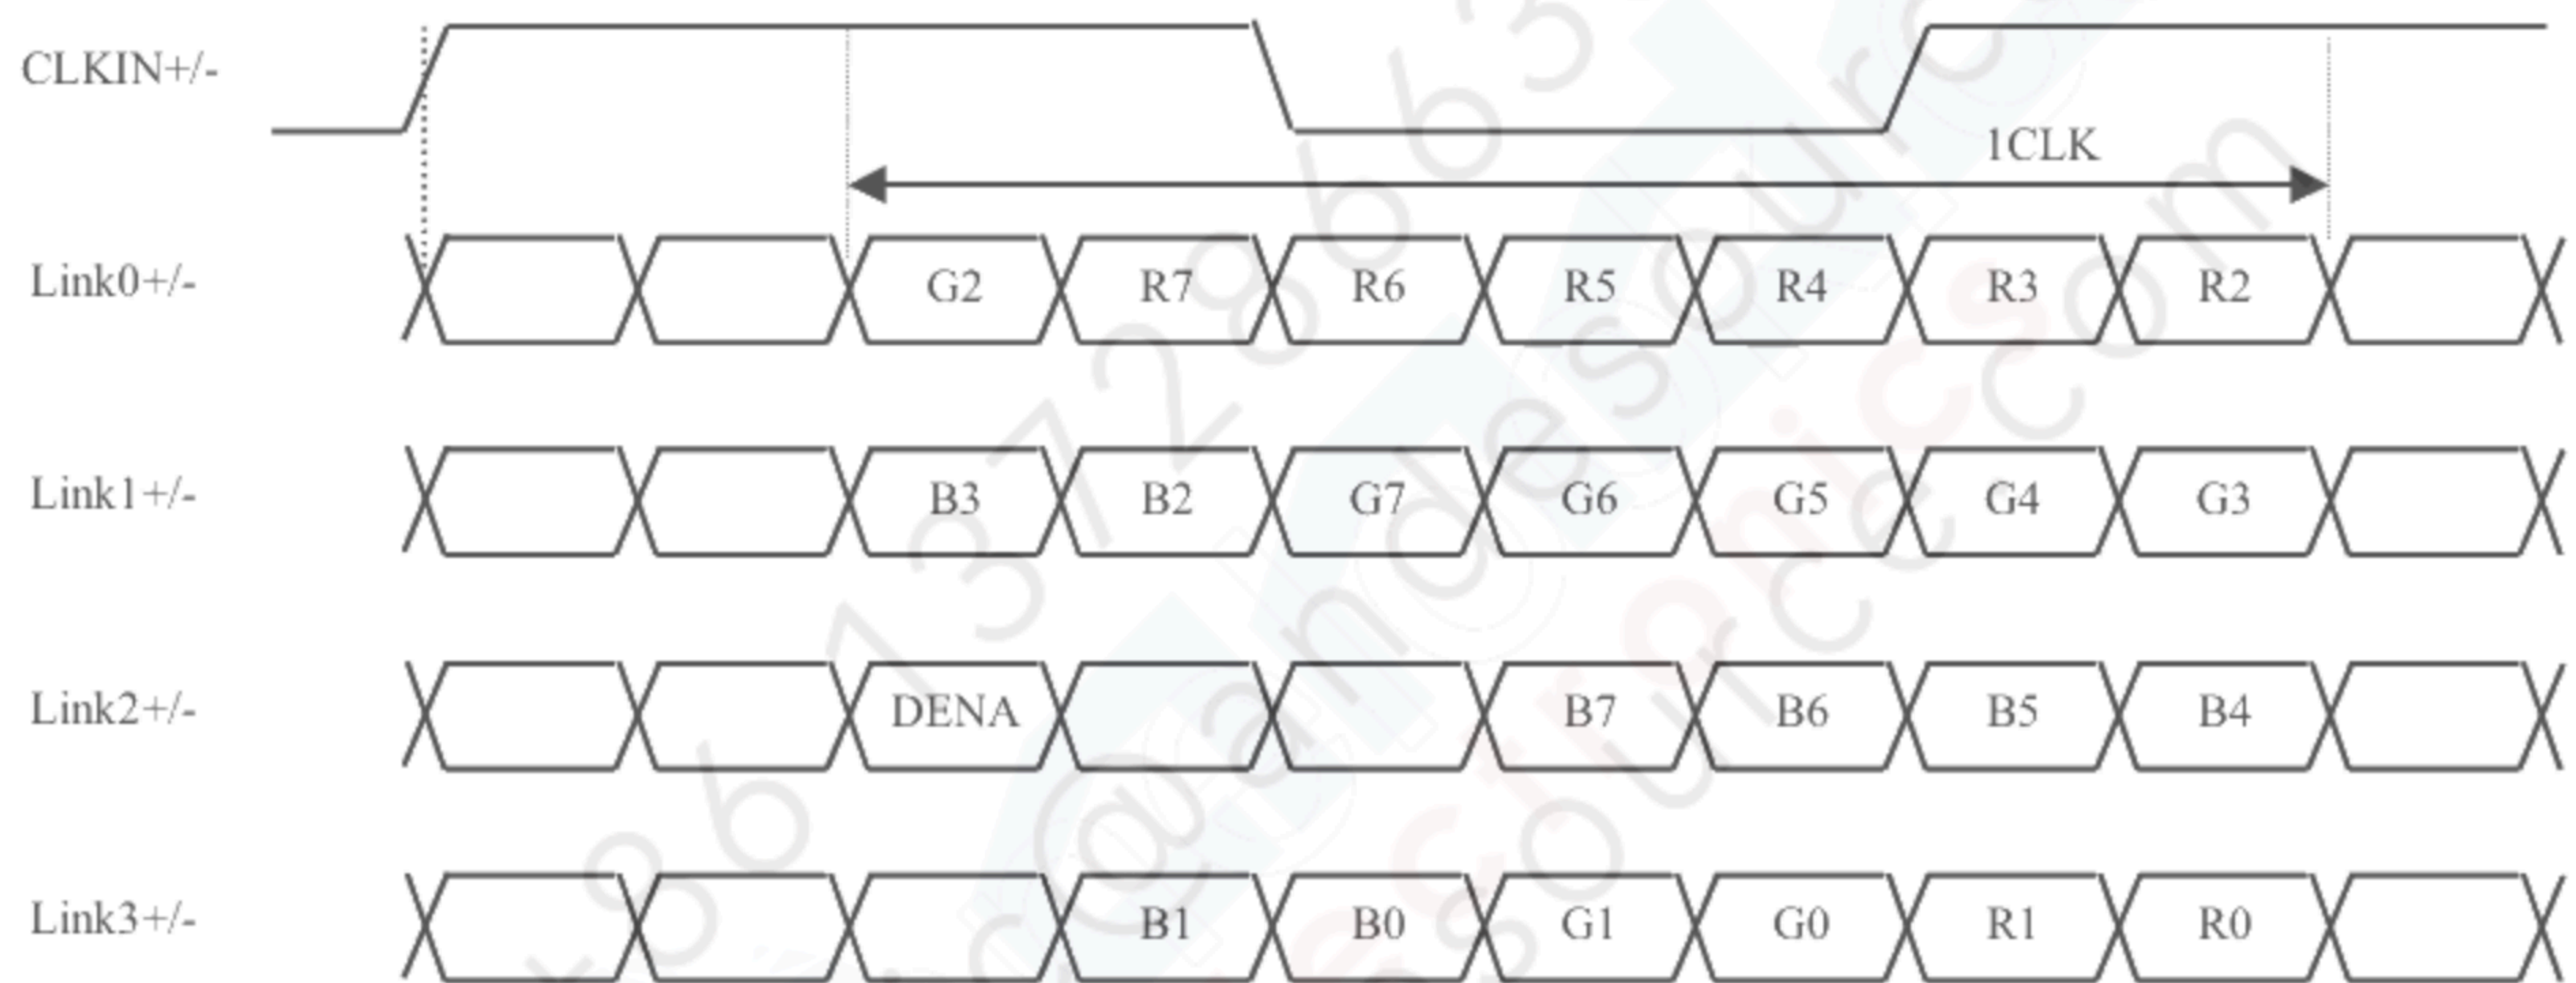 CLKIN+/-
1CLK
Link0+/- G2 R7 R6 R5 R4 R3 R2
Link1+/- B3 B2 G7 G6 G5 G4 G3
Link2+/- DENA B7 B6 B5 B4
Link3+/- B1 B0 G1 G0 R1 R0